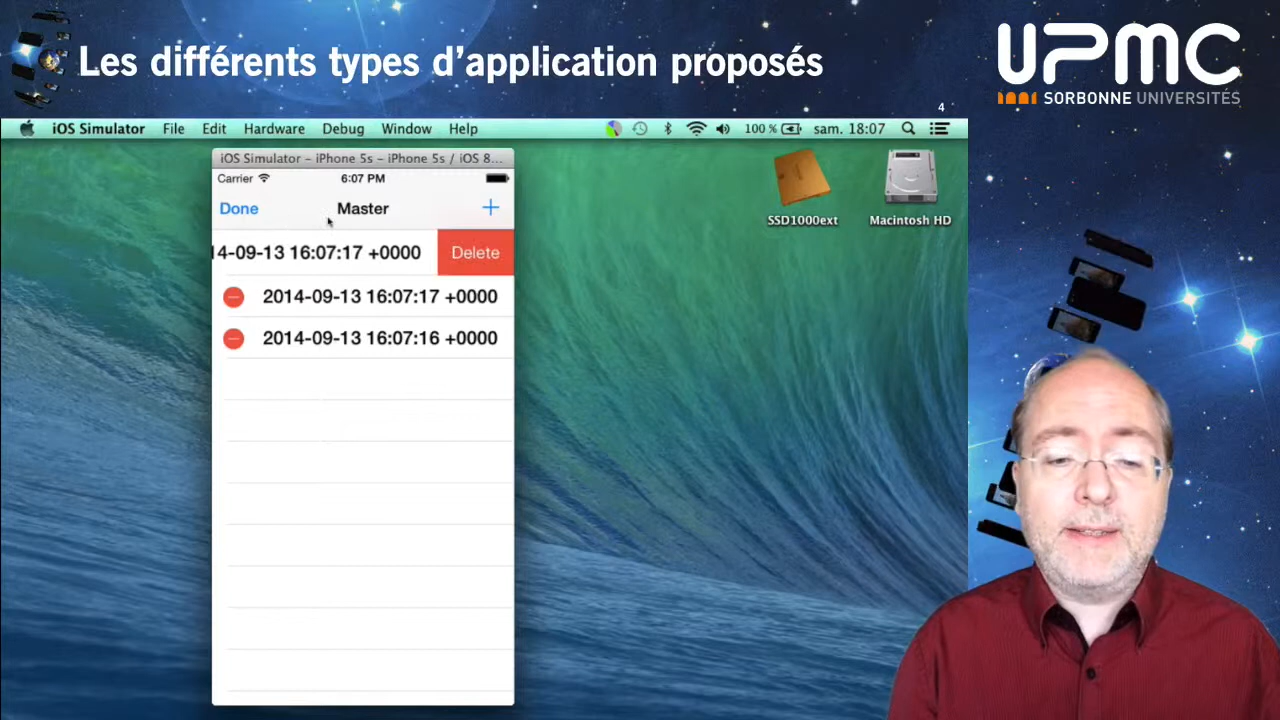 Les différents types d'application proposés
UPMC
SORBONNE UNIVERSITÉS
4
iOS Simulator File Edit Hardware Debug Window Help 100 % sam. 18:07
iOS Simulator – iPhone 5s – iPhone 5s / iOS 8...
Carrier 6:07 PM
Done Master +
14-09-13 16:07:17 +0000 Delete
2014-09-13 16:07:17 +0000
2014-09-13 16:07:16 +0000
SSD1000ext Macintosh HD